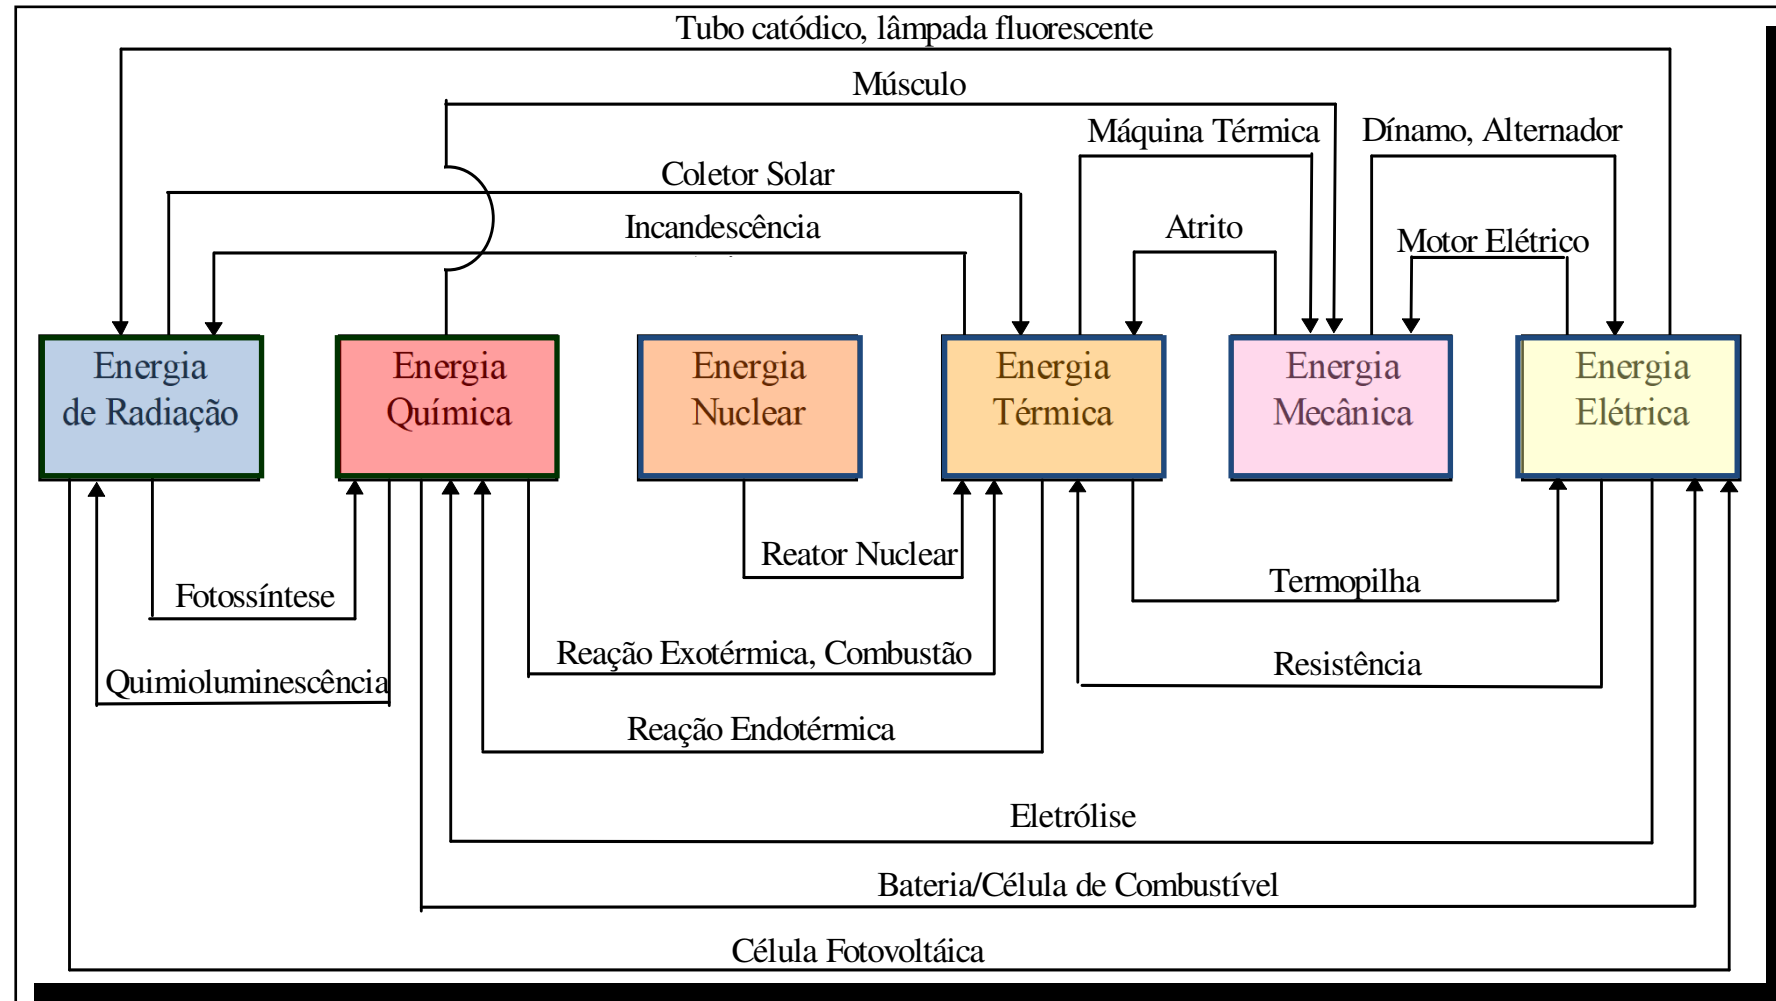 Tubo catódico, lâmpada fluorescente
Músculo
Máquina Térmica
Dínamo, Alternador
Coletor Solar
Incandescência
Atrito
Motor Elétrico
Energia
de Radiação
Energia
Química
Energia
Nuclear
Energia
Térmica
Energia
Mecânica
Energia
Elétrica
Reator Nuclear
Termopilha
Fotossíntese
Reação Exotérmica, Combustão
Resistência
Quimioluminescência
Reação Endotérmica
Eletrólise
Bateria/Célula de Combustível
Célula Fotovoltáica